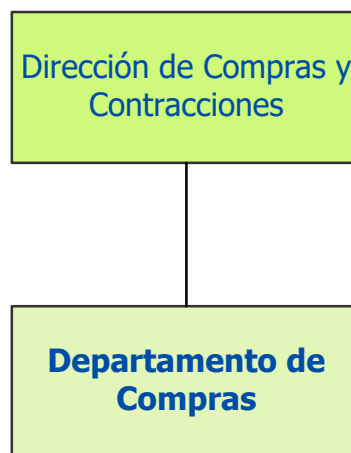 Dirección de Compras y
Contracciones
Departamento de
Compras